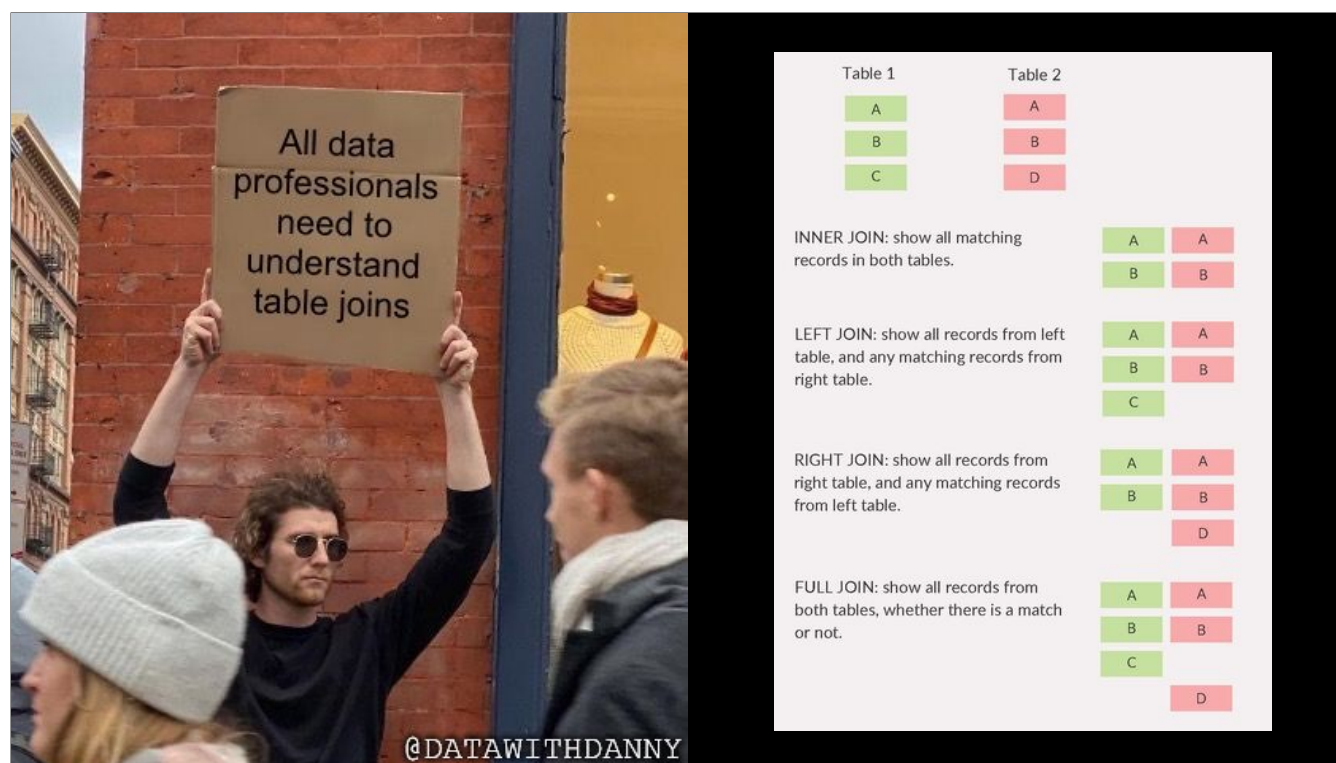 All data
professionals
need to
understand
table joins
@DATAWITHDANNY
Table 1
Table 2
A
A
B
B
C
D
INNER JOIN: show all matching
records in both tables.
A
A
B
B
LEFT JOIN: show all records from left
table, and any matching records from
right table.
A
A
B
B
C
RIGHT JOIN: show all records from
right table, and any matching records
from left table.
A
A
B
B
D
FULL JOIN: show all records from
both tables, whether there is a match
or not.
A
A
B
B
C
D